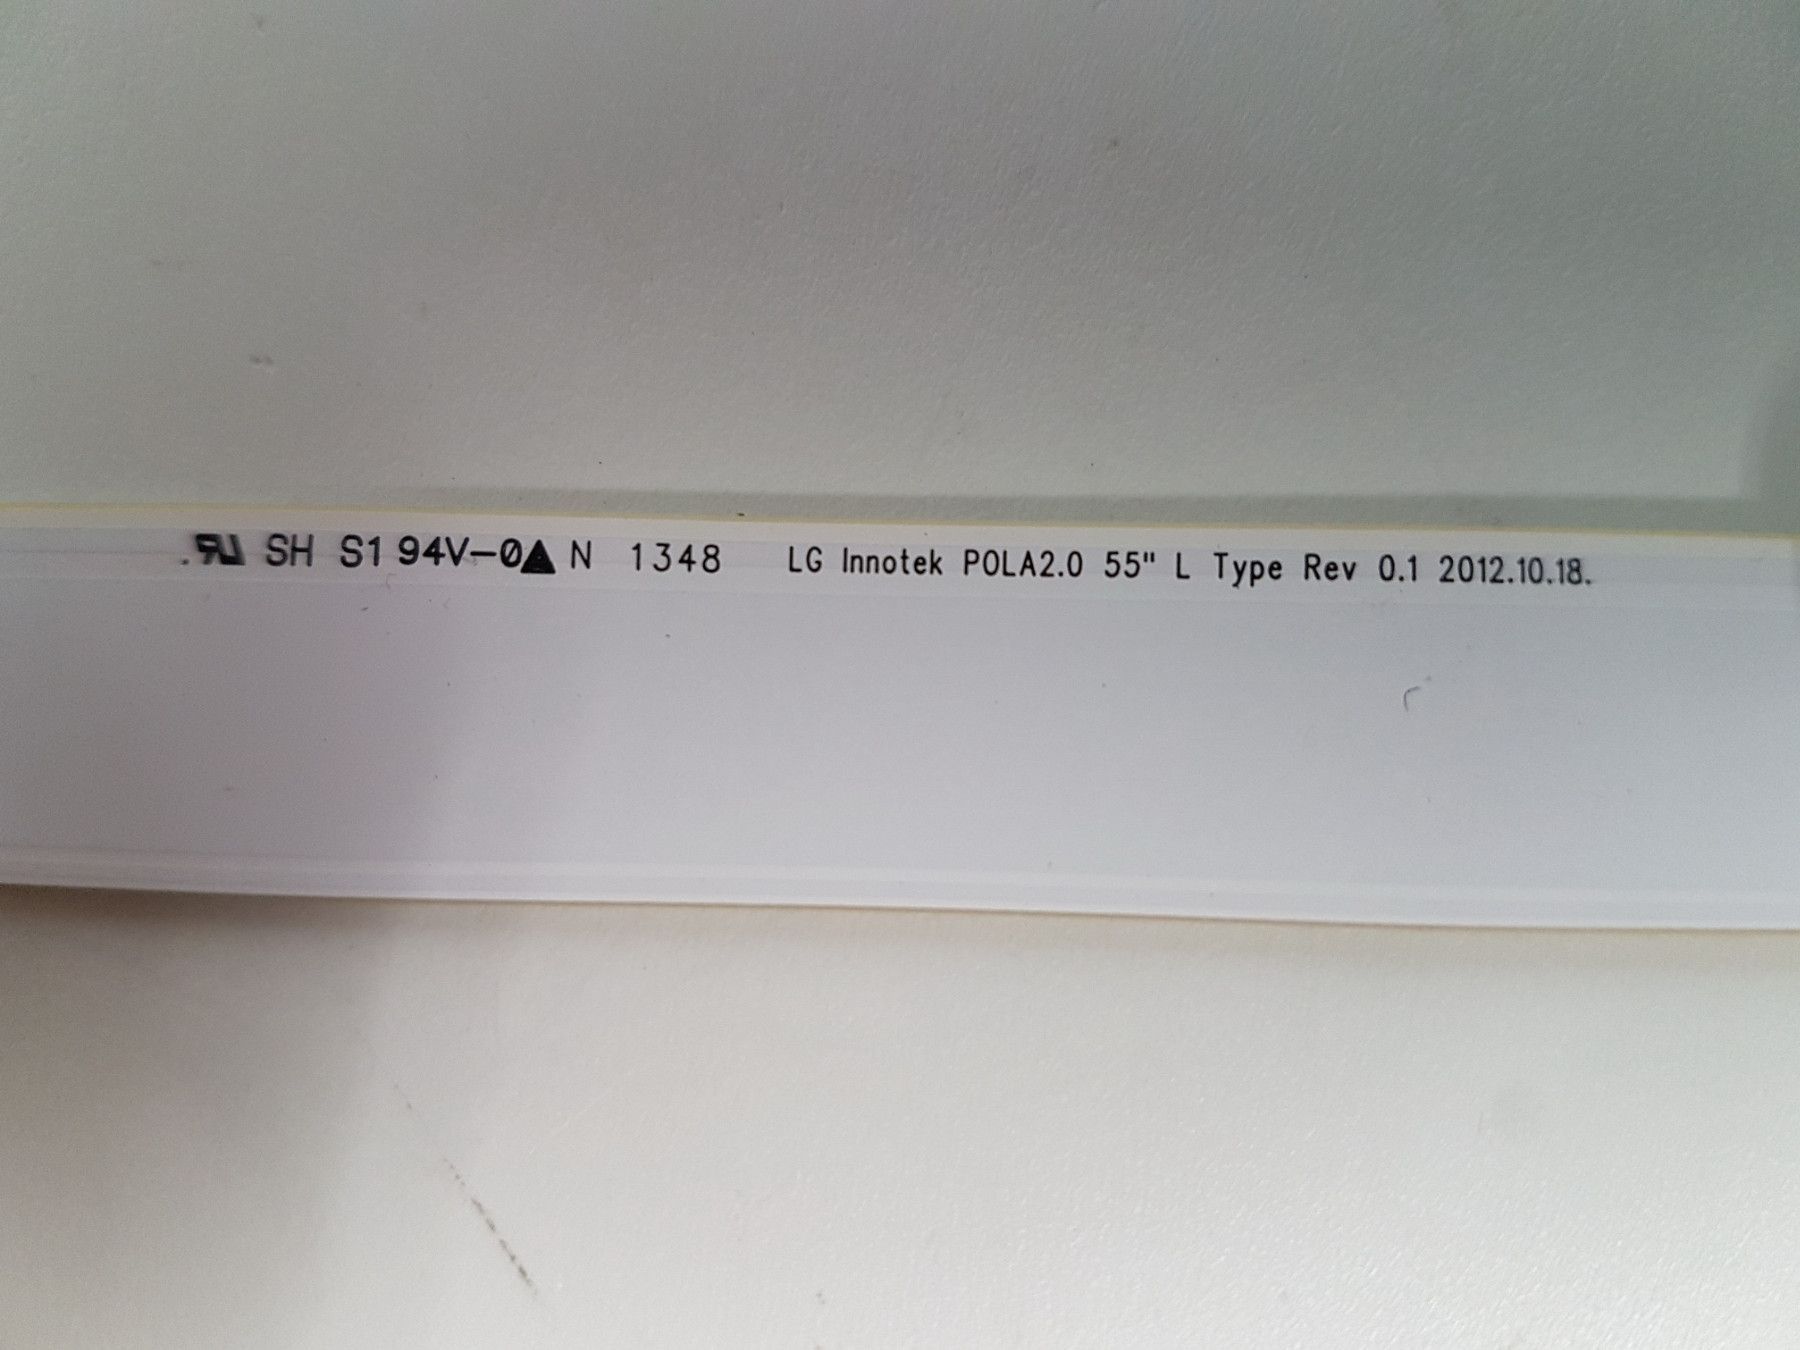 SH S1 94V-0▲ N 1348 LG Innotek POLA2.0 55" L Type Rev 0.1 2012.10.18.